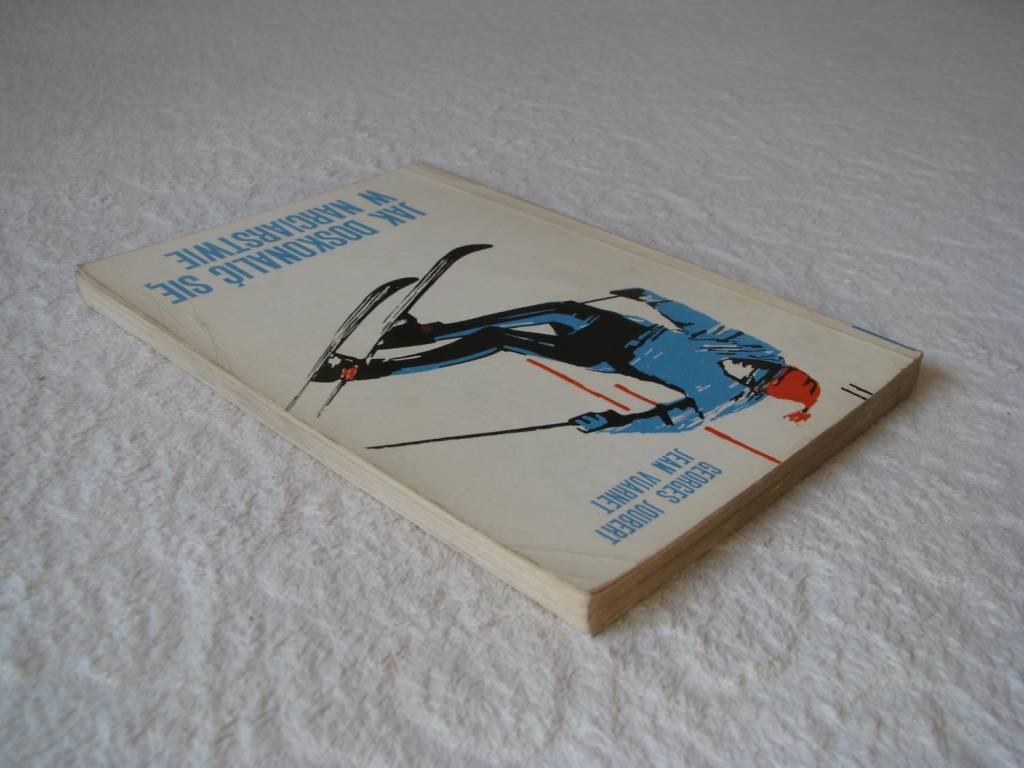 GEORGES JOUBERT
JEAN VUARNET
JAK DOSKONALIĆ SIĘ
W NARCIARSTWIE